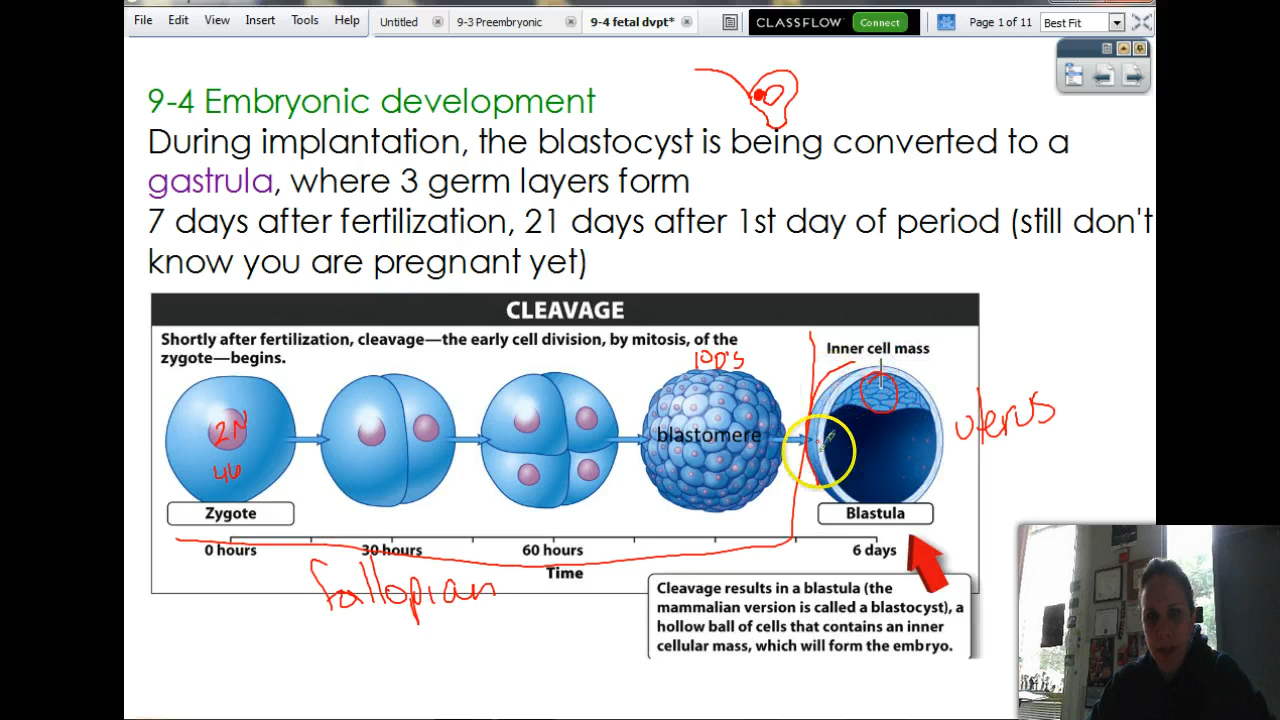 File Edit View Insert Tools Help
Untitled
9-3 Preembryonic
9-4 fetal dvpt*
CLASSFLOW Connect
Page 1 of 11
Best Fit
9-4 Embryonic development
During implantation, the blastocyst is being converted to a
gastrula, where 3 germ layers form
7 days after fertilization, 21 days after 1st day of period (still don't
know you are pregnant yet)
CLEAVAGE
Shortly after fertilization, cleavage—the early cell division, by mitosis, of the
zygote—begins.
100's
Inner cell mass
2N
46
blastomere
uterus
Zygote
Blastula
0 hours 30 hours 60 hours 6 days
Time
fallopian
Cleavage results in a blastula (the
mammalian version is called a blastocyst), a
hollow ball of cells that contains an inner
cellular mass, which will form the embryo.